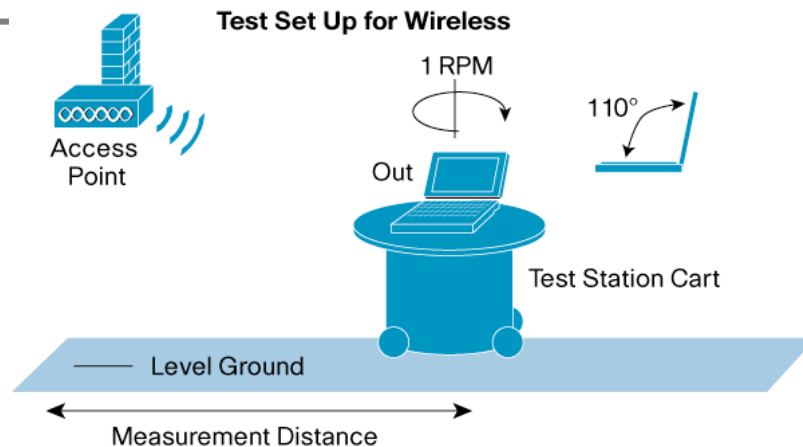 Test Set Up for Wireless
1 RPM
110°
Access
Point
Out
Test Station Cart
Level Ground
Measurement Distance